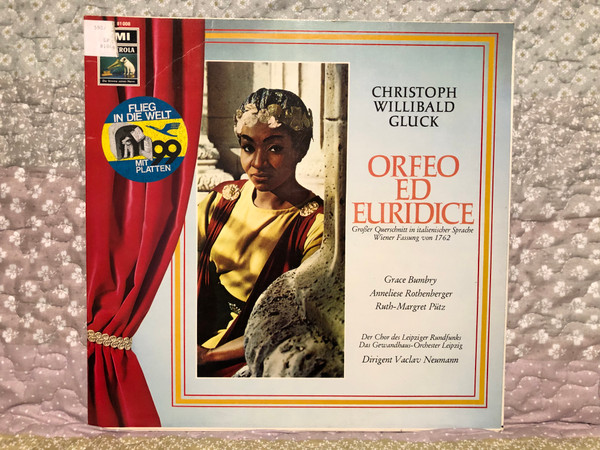 81 000
EMI
FLIEG
IN DIE WELT
99
MIT
PLATTEN
CHRISTOPH
WILLIBALD
GLUCK
ORFEO
ED
EURIDICE
Großer Querschnitt in italienischer Sprache
Wiener Fassung von 1762
Grace Bumbry
Anneliese Rothenberger
Ruth-Margret Pütz
Der Chor des Leipziger Rundfunks
Das Gewandhaus-Orchester Leipzig
Dirigent Vaclav Neumann